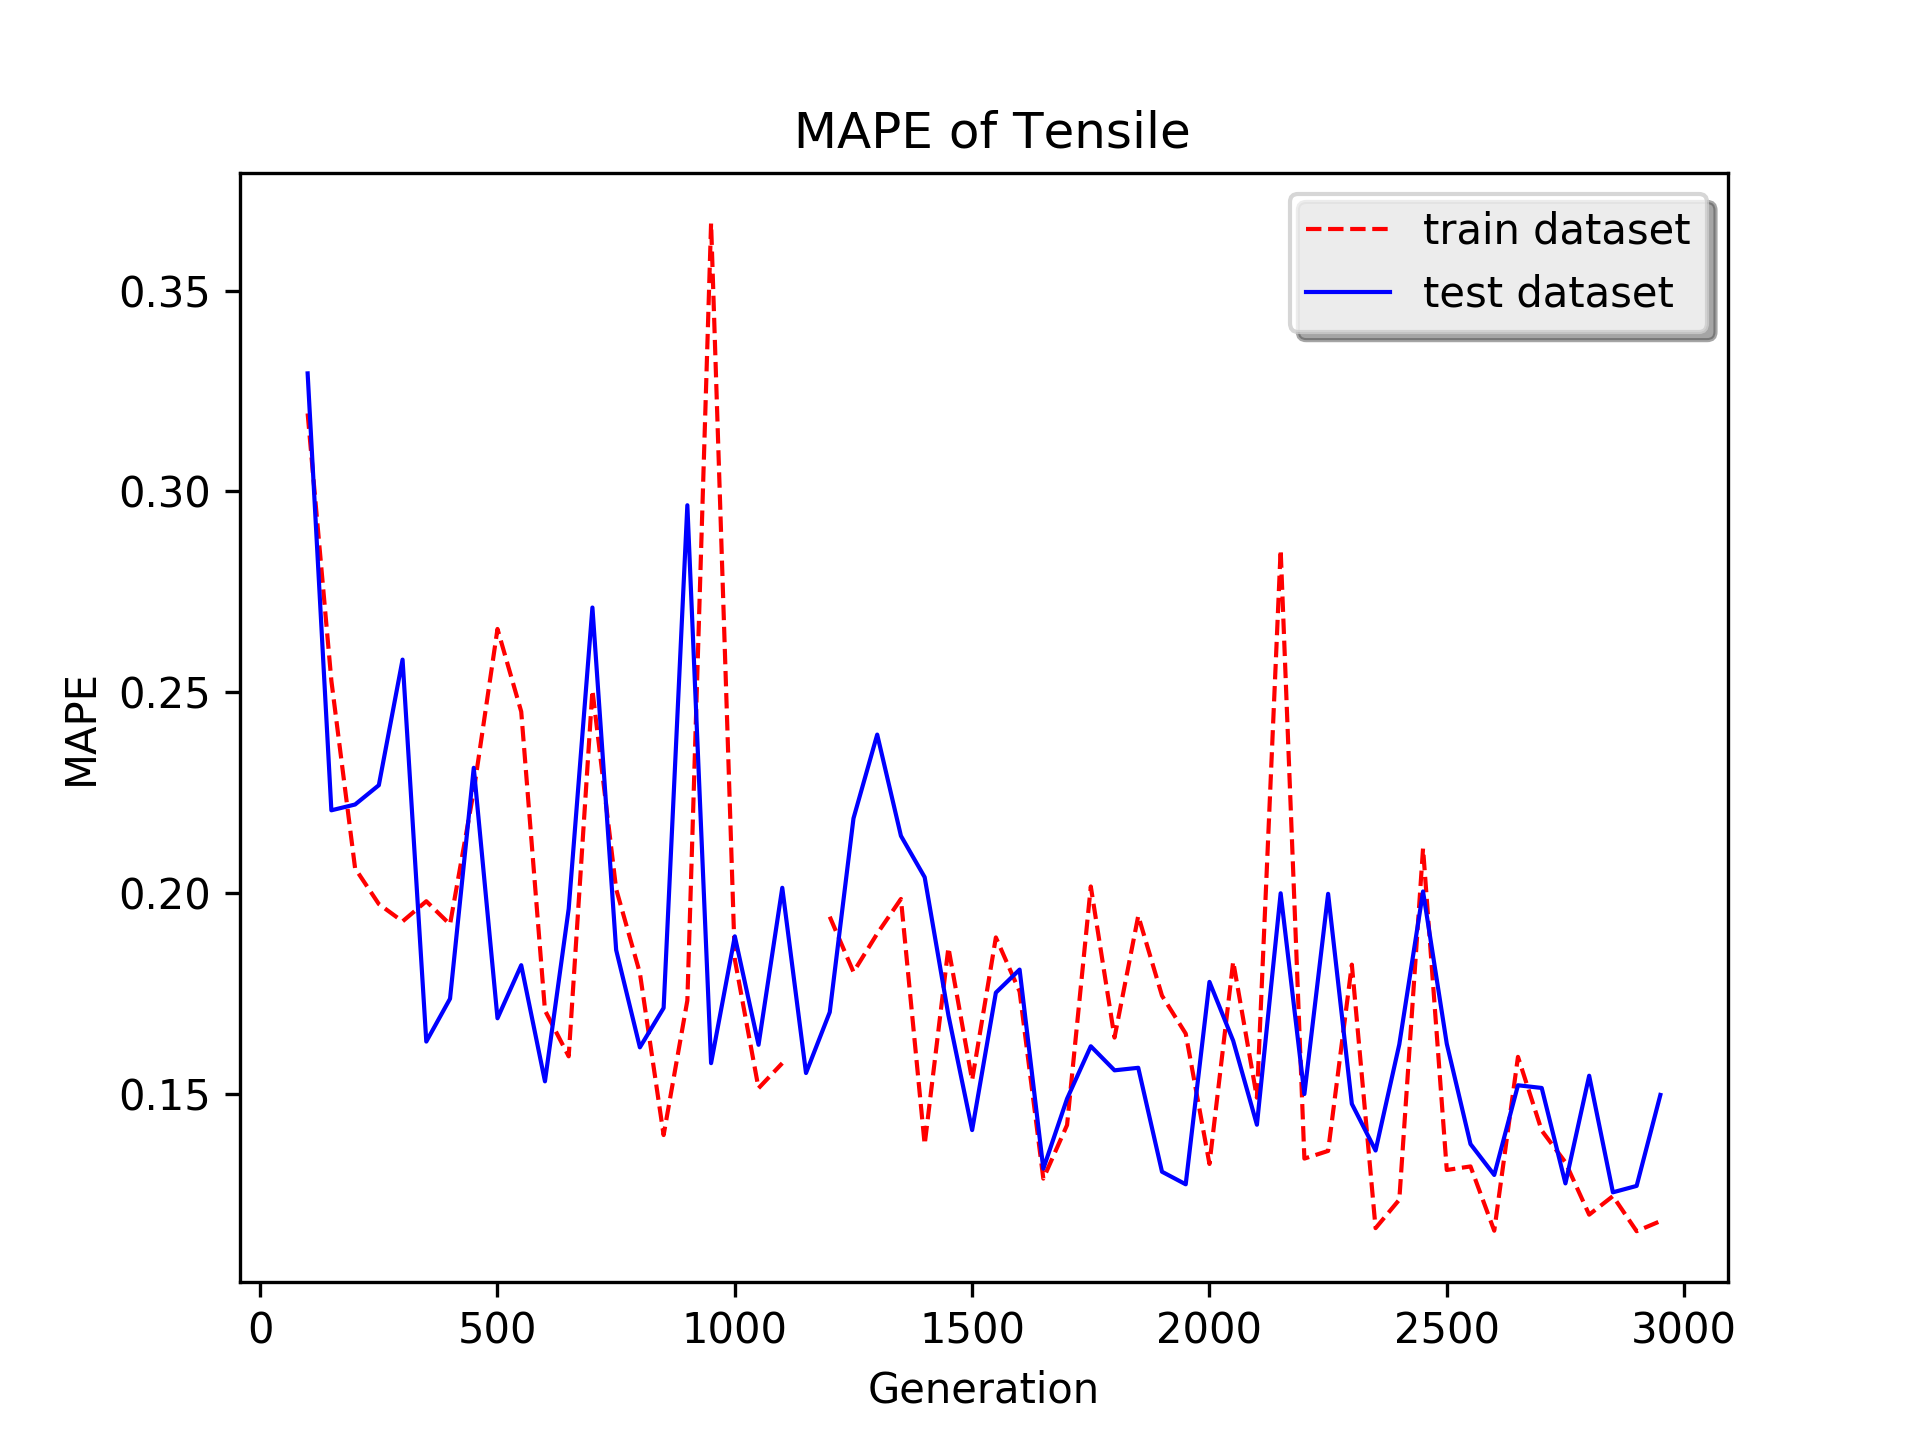 MAPE of Tensile
train dataset
test dataset
0.35
0.30
0.25
0.20
0.15
MAPE
0 500 1000 1500 2000 2500 3000
Generation